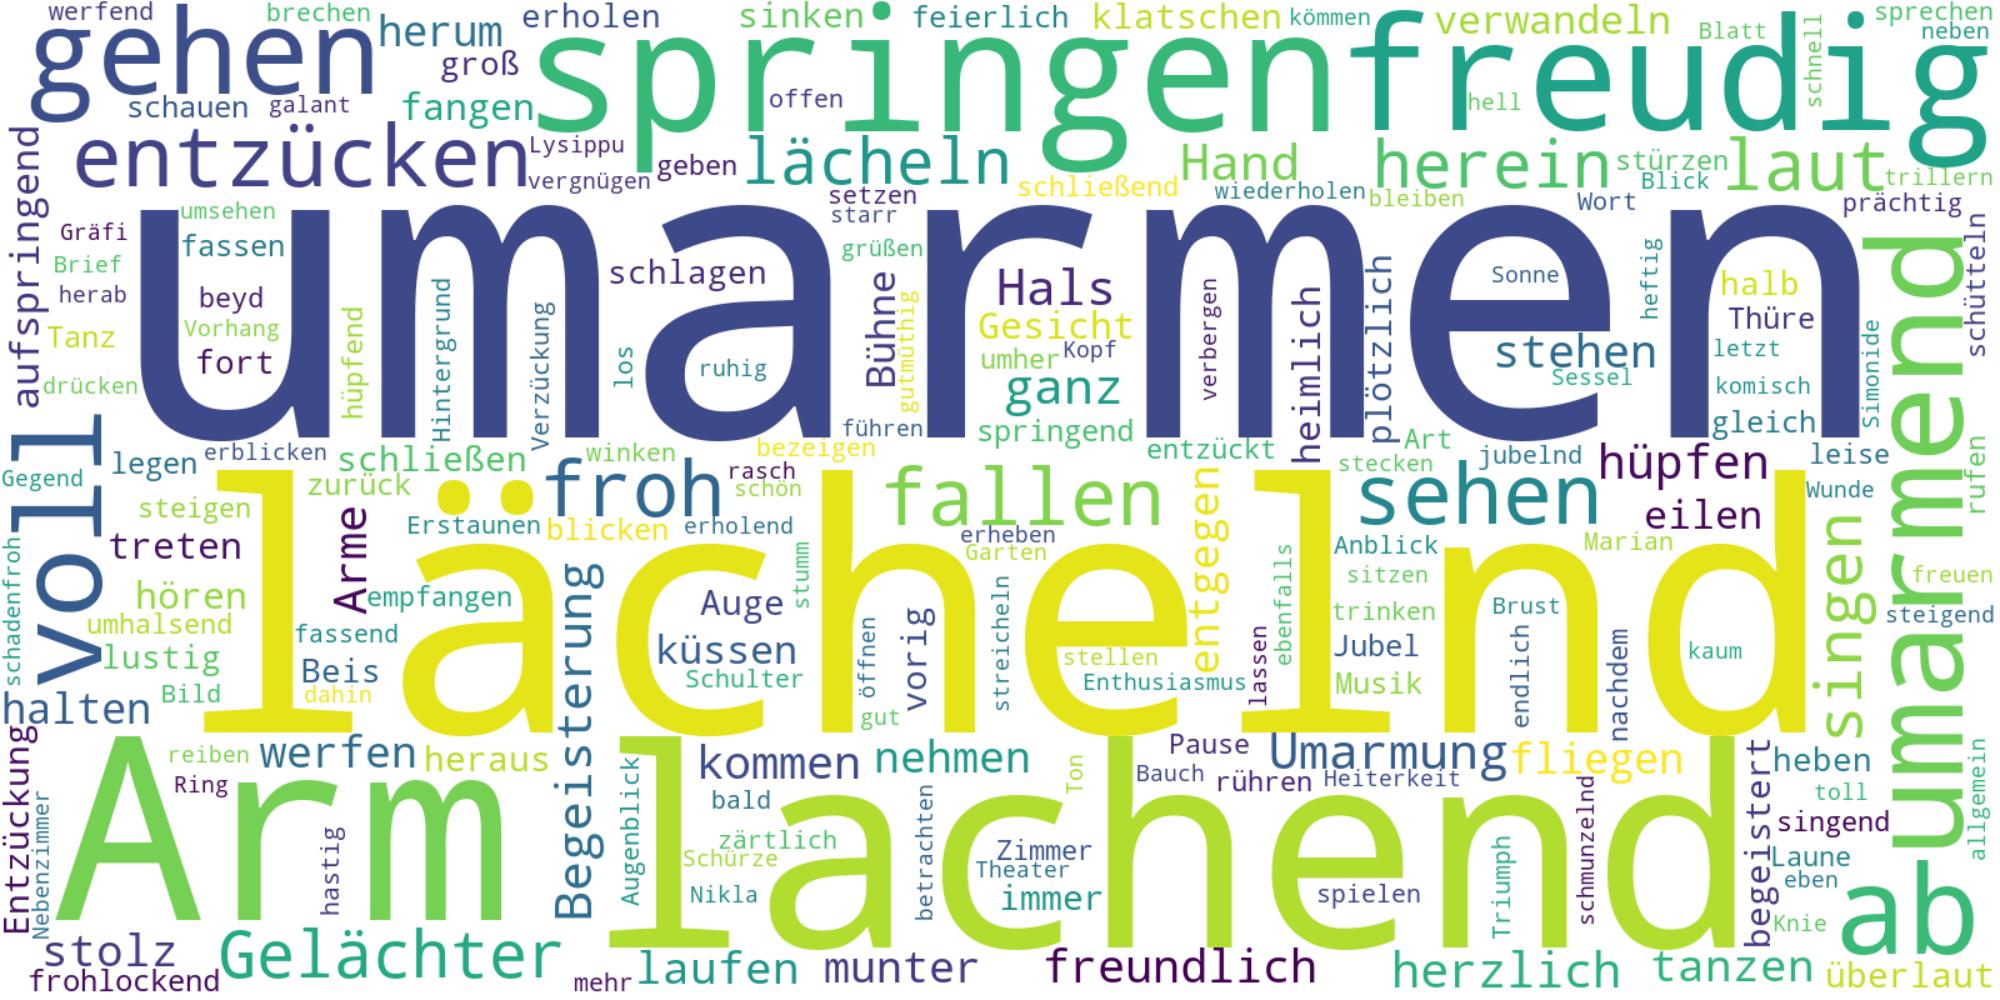 werfend
brechen
erholen
sinken
feierlich
klatschen
kömmen
verwandeln
Blatt
sprechen
neben
gehen
herum
groß
springen
freudig
schnell
schauen
galant
fangen
offen
hell
aufspringend
entzücken
Lysippu
vergnügen
geben
lächeln
Hand
herein
stürzen
Blick
laut
trillern
setzen
schließend
wiederholen
bleiben
Wort
prächtig
umsehen
starr
Gräfi
fassen
umarmen
grüßen
heftig
schütteln
Brief
schlagen
Hals
Sonne
halb
herab
beyd
Bühne
gutmüthig
Gesicht
verbergen
heimlich
plötzlich
Thüre
Tanz
Vorhang
fort
hüpfend
Hintergrund
Verzückung
los
ruhig
umher
Kopf
stehen
Sessel
letzt
Simonide
drücken
ganz
komisch
gleich
umarmend
führen
springend
voll
legen
erblicken
schließen
winken
bezeigen
entzückt
Art
stecken
jubelnd
hüpfen
leise
rufen
Gegend
zurück
froh
rasch
schön
fallen
entgegen
sehen
Wunde
steigen
Arme
Erstaunen
blicken
erholend
erheben
Garten
eilen
singen
schadenfroh
treten
lächelnd
Anblick
Marian
hören
empfangen
Begeisterung
Auge
stumm
streicheln
ebenfalls
sitzen
freuen
umhalsend
fassend
küssen
öffnen
vorig
trinken
Brust
steigend
lustig
Beis
Schulter
stellen
lassen
Jubel
endlich
nachdem
kaum
Bild
dahin
Enthusiasmus
Musik
halten
gut
Entzückung
reiben
werfen
heraus
kommen
nehmen
Pause
Umarmung
fliegen
heben
Ring
Augenblick
Ton
Bauch
rühren
Heiterkeit
begeistert
allgemein
Arm
Nebenzimmer
hastig
bald
lachend
betrachten
schmunzelnd
toll
singend
zärtlich
Schürze
Zimmer
Theater
Triumph
Laune
eben
Nikla
immer
spielen
ab
Knie
stolz
Gelächter
frohlockend
mehr
laufen
munter
freundlich
herzlich
tanzen
überlaut